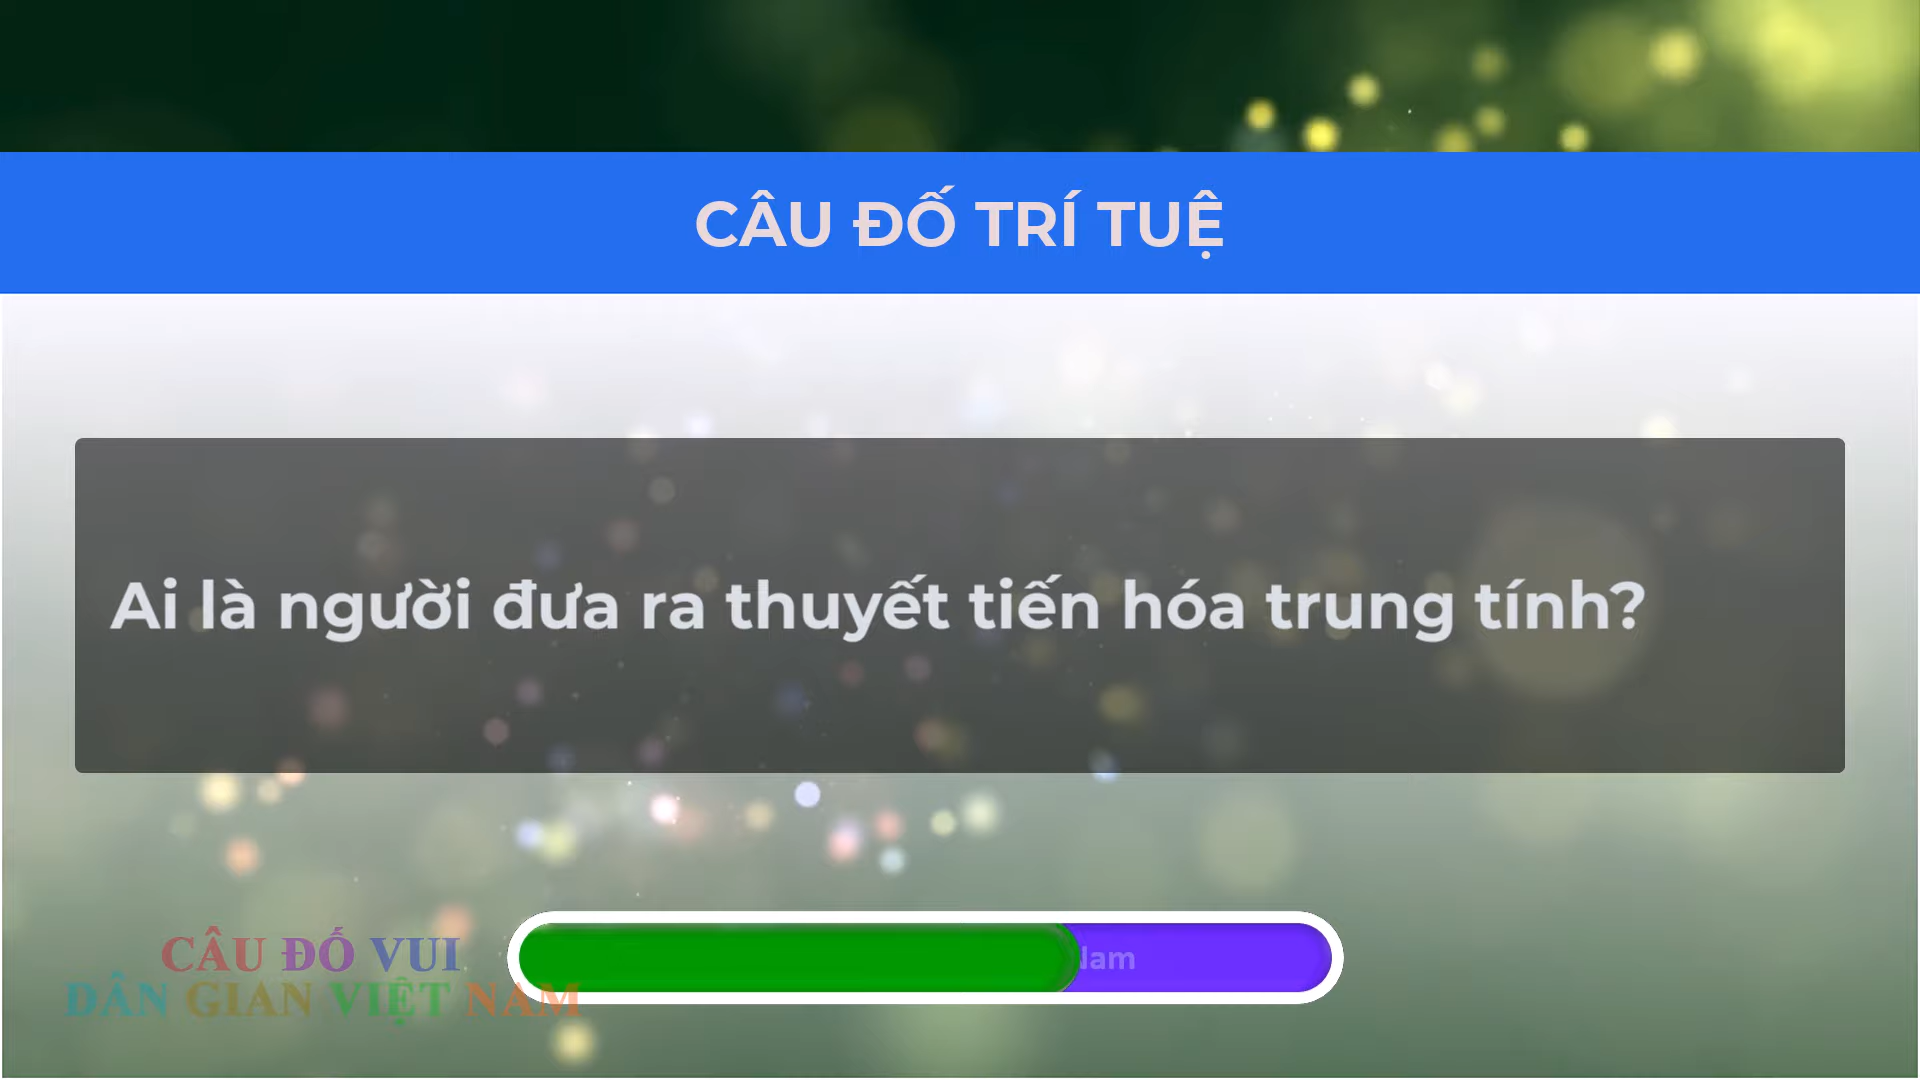 CÂU ĐỐ TRÍ TUỆ
Ai là người đưa ra thuyết tiến hóa trung tính?
CÂU ĐỐ VUI
DÂN GIAN VIỆT NAM